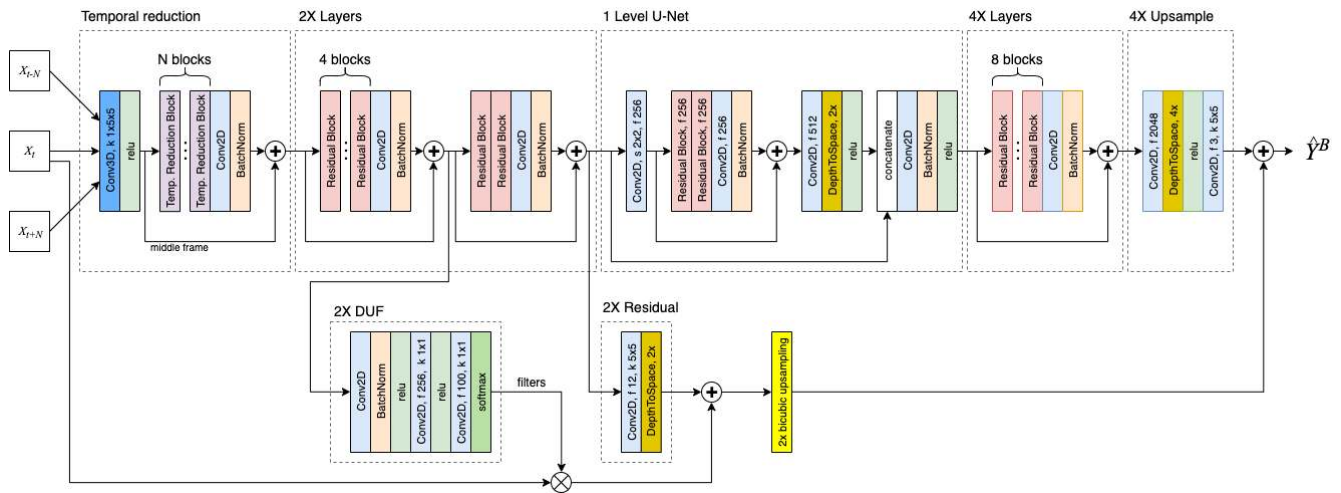 Temporal reduction
2X Layers
1 Level U-Net
4X Layers
4X Upsample
X_{t-N}
X_t
X_{t+N}
N blocks
Conv3D, k 1x5x5
relu
Temp. Reduction Block
...
Temp. Reduction Block
Conv2D
BatchNorm
+
middle frame
4 blocks
Residual Block
...
Residual Block
Conv2D
BatchNorm
+
Residual Block
Residual Block
Conv2D
BatchNorm
+
Conv2D, s 2x2, f 256
Residual Block, f 256
Residual Block, f 256
Conv2D, f 256
BatchNorm
+
Conv2D, f 512
DepthToSpace, 2x
relu
concatenate
Conv2D
BatchNorm
relu
8 blocks
Residual Block
...
Residual Block
Conv2D
BatchNorm
+
Conv2D, f 2048
DepthToSpace, 4x
relu
Conv2D, f 3, k 5x5
+
Ŷ^B
2X DUF
Conv2D
BatchNorm
relu
Conv2D, f 256, k 1x1
relu
Conv2D, f 100, k 1x1
softmax
filters
×
2X Residual
Conv2D, f 12, k 5x5
DepthToSpace, 2x
+
2x bicubic upsampling